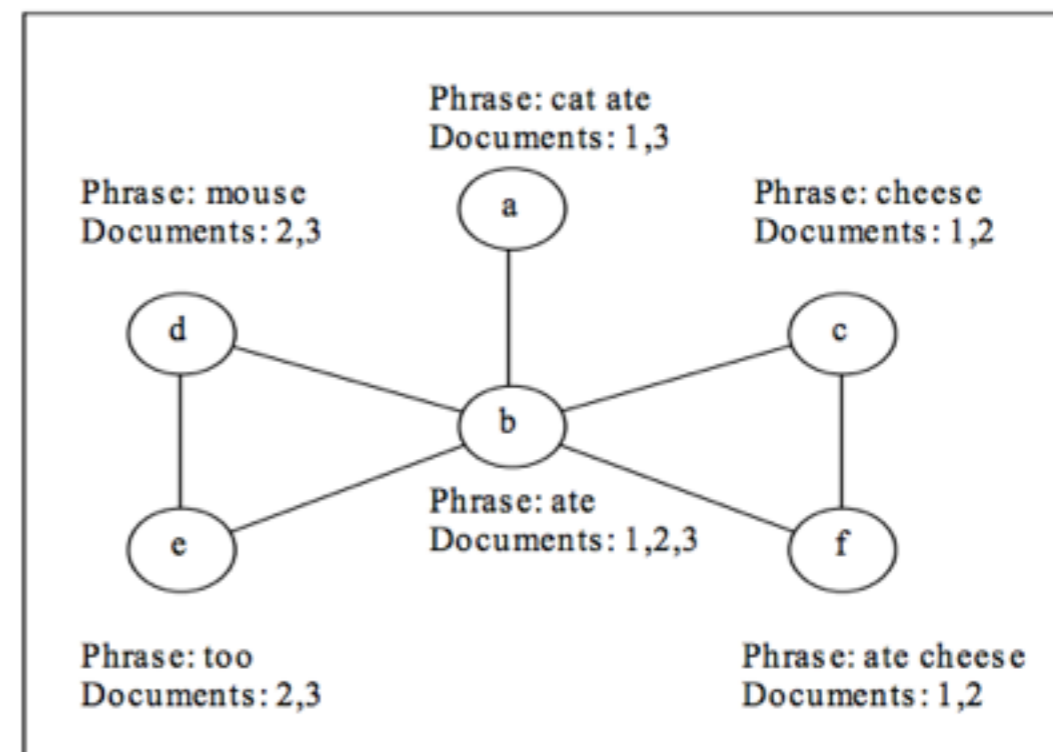 Phrase: cat ate
Documents: 1,3
a
Phrase: mouse
Documents: 2,3
d
Phrase: cheese
Documents: 1,2
c
b
Phrase: ate
Documents: 1,2,3
e
Phrase: too
Documents: 2,3
f
Phrase: ate cheese
Documents: 1,2